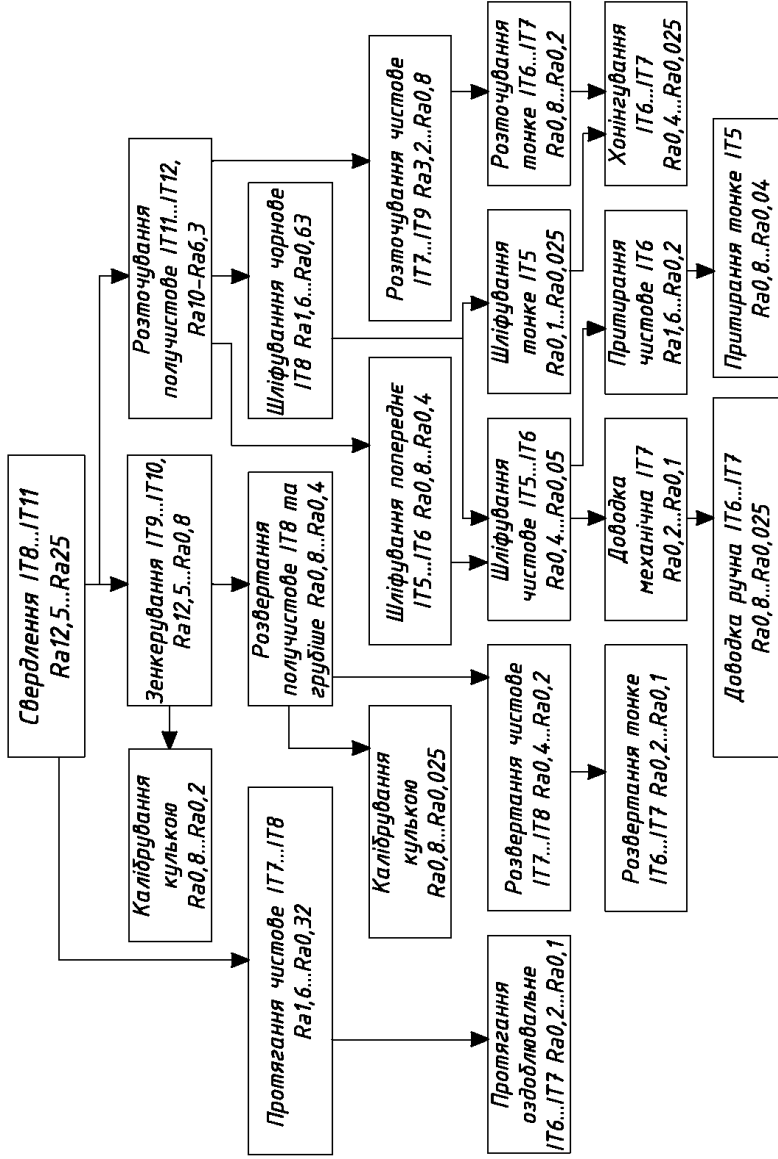 Свердлення IT8...IT11
Ra12,5...Ra25
Калібрування
кулькою
Ra0,8...Ra0,2
Зенкерування IT9...IT10,
Ra12,5...Ra0,8
Розточування
получистове IT11...IT12,
Ra10-Ra6,3
Протягання чистове IT7...IT8
Ra1,6...Ra0,32
Розвертання
получистове IT8 та
грубіше Ra0,8...Ra0,4
Шліфуванння чорнове
IT8 Ra1,6...Ra0,63
Калібрування
кулькою
Ra0,8...Ra0,025
Шліфування попереднє
IT5...IT6 Ra0,8...Ra0,4
Розточування чистове
IT7...IT9 Ra3,2...Ra0,8
Протягання
оздоблювальне
IT6...IT7 Ra0,2...Ra0,1
Розвертання чистове
IT7...IT8 Ra0,4...Ra0,2
Шліфування
чистове IT5...IT6
Ra0,4...Ra0,05
Шліфування
тонке IT5
Ra0,1...Ra0,025
Розточування
тонке IT6...IT7
Ra0,8...Ra0,2
Розвертання тонке
IT6...IT7 Ra0,2...Ra0,1
Доводка
механічна IT7
Ra0,2...Ra0,1
Притирання
чистове IT6
Ra1,6...Ra0,2
Хонінгування
IT6...IT7
Ra0,4...Ra0,025
Доводка ручна IT6...IT7
Ra0,8...Ra0,025
Притирання тонке IT5
Ra0,8...Ra0,04